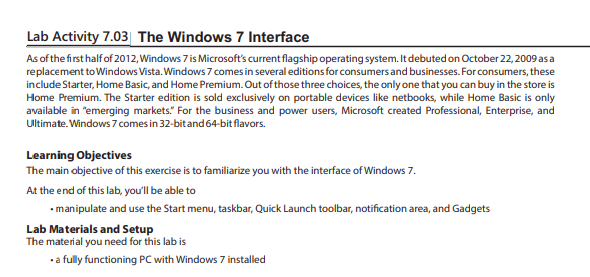 Lab Activity 7.03 The Windows 7 Interface
As of the first half of 2012, Windows 7 is Microsoft's current flagship operating system. It debuted on October 22, 2009 as a
replacement to Windows Vista. Windows 7 comes in several editions for consumers and businesses. For consumers, these
include Starter, Home Basic, and Home Premium. Out of those three choices, the only one that you can buy in the store is
Home Premium. The Starter edition is sold exclusively on portable devices like netbooks, while Home Basic is only
available in "emerging markets." For the business and power users, Microsoft created Professional, Enterprise, and
Ultimate. Windows 7 comes in 32-bit and 64-bit flavors.
Learning Objectives
The main objective of this exercise is to familiarize you with the interface of Windows 7.
At the end of this lab, you'll be able to
• manipulate and use the Start menu, taskbar, Quick Launch toolbar, notification area, and Gadgets
Lab Materials and Setup
The material you need for this lab is
• a fully functioning PC with Windows 7 installed